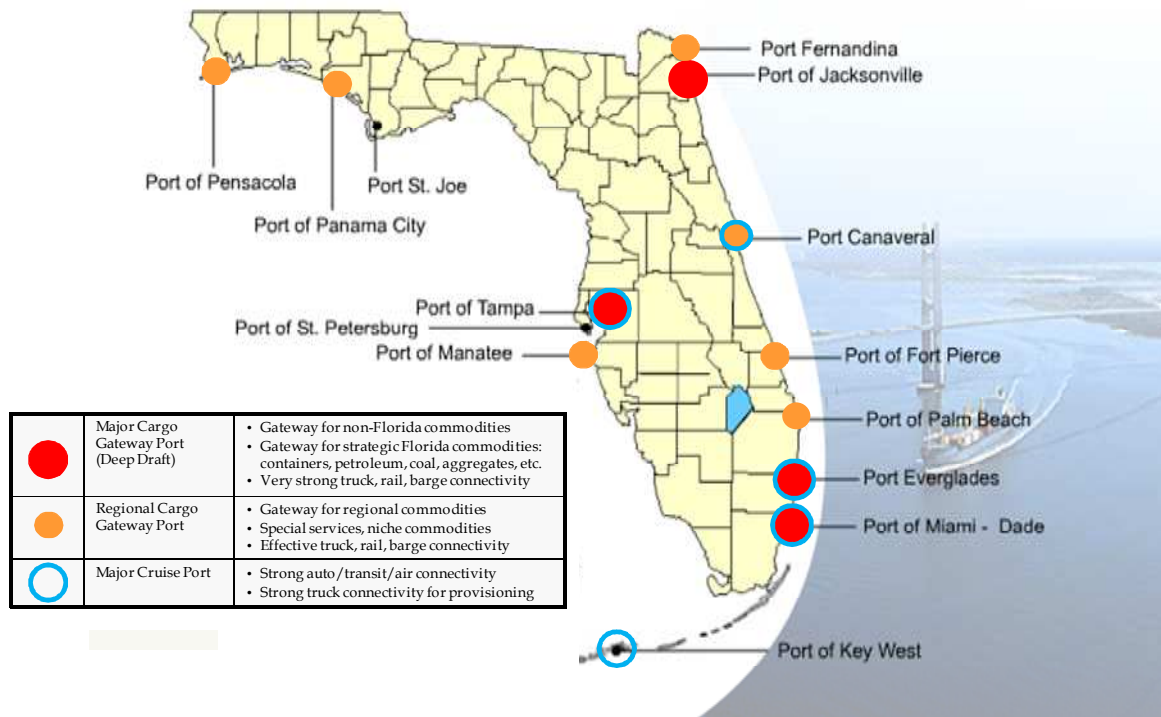 Port Fernandina
Port of Jacksonville
Port of Pensacola
Port St. Joe
Port of Panama City
Port Canaveral
Port of Tampa
Port of St. Petersburg
Port of Manatee
Port of Fort Pierce
Port of Palm Beach
Port Everglades
Port of Miami - Dade
Port of Key West
Major Cargo
Gateway Port
(Deep Draft)
• Gateway for non-Florida commodities
• Gateway for strategic Florida commodities:
containers, petroleum, coal, aggregates, etc.
• Very strong truck, rail, barge connectivity
Regional Cargo
Gateway Port
• Gateway for regional commodities
• Special services, niche commodities
• Effective truck, rail, barge connectivity
Major Cruise Port
• Strong auto/transit/air connectivity
• Strong truck connectivity for provisioning